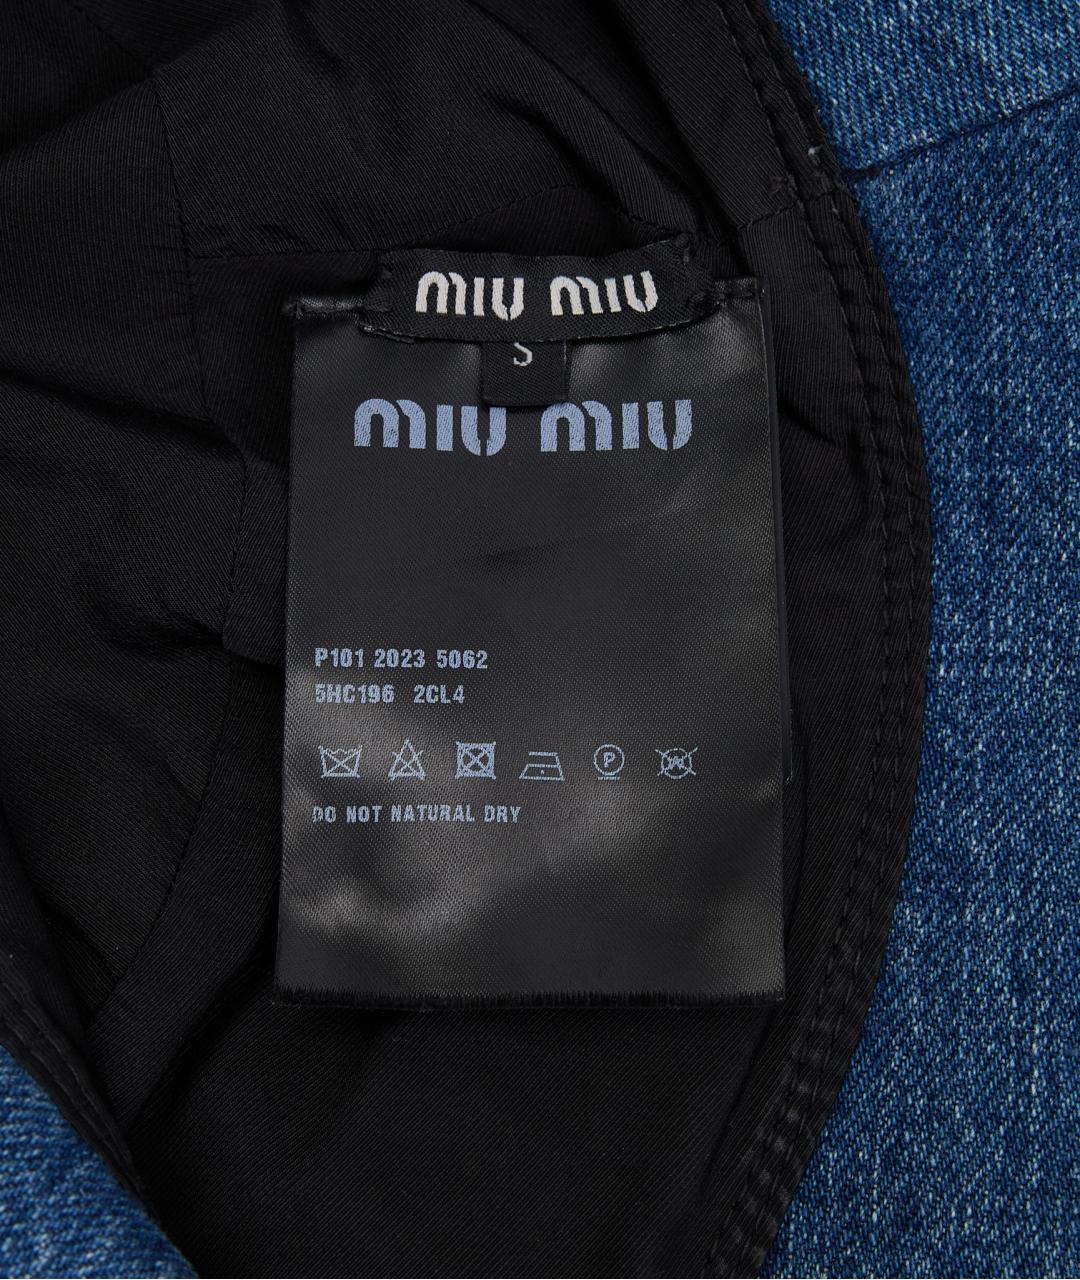 MIU MIU
S
MIU MIU
P101 2023 5062
5HC196 2CL4
P
W
DO NOT NATURAL DRY